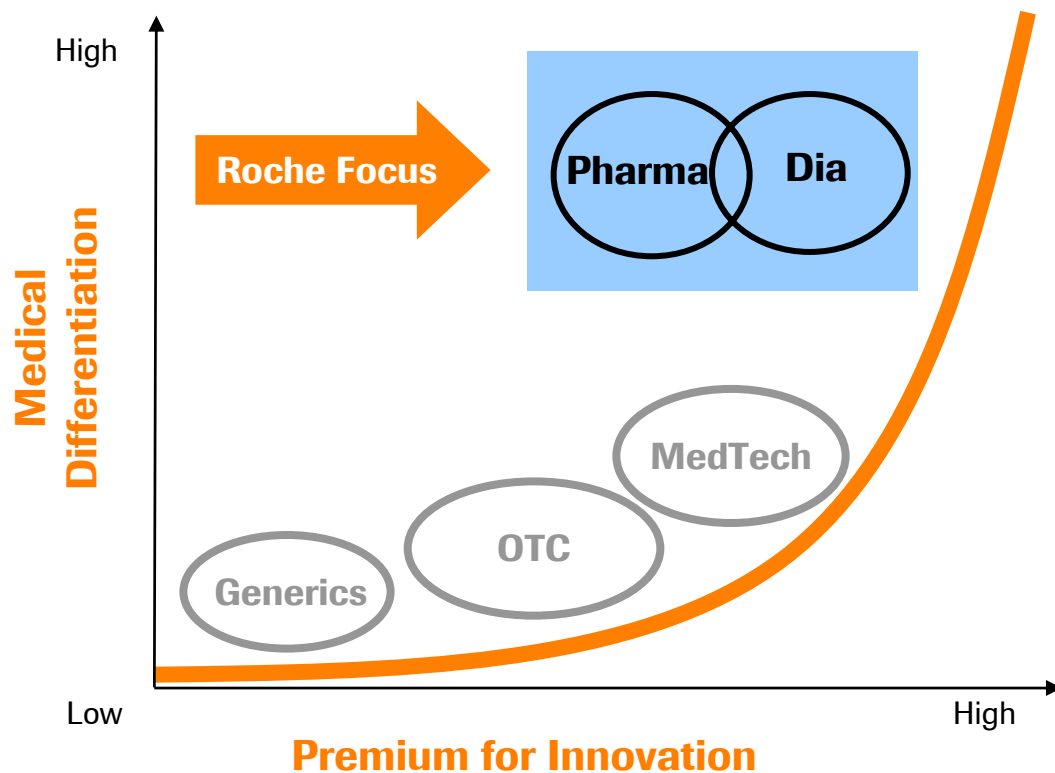 High
Roche Focus
Pharma
Dia
Medical
Differentiation
MedTech
OTC
Generics
Low
High
Premium for Innovation